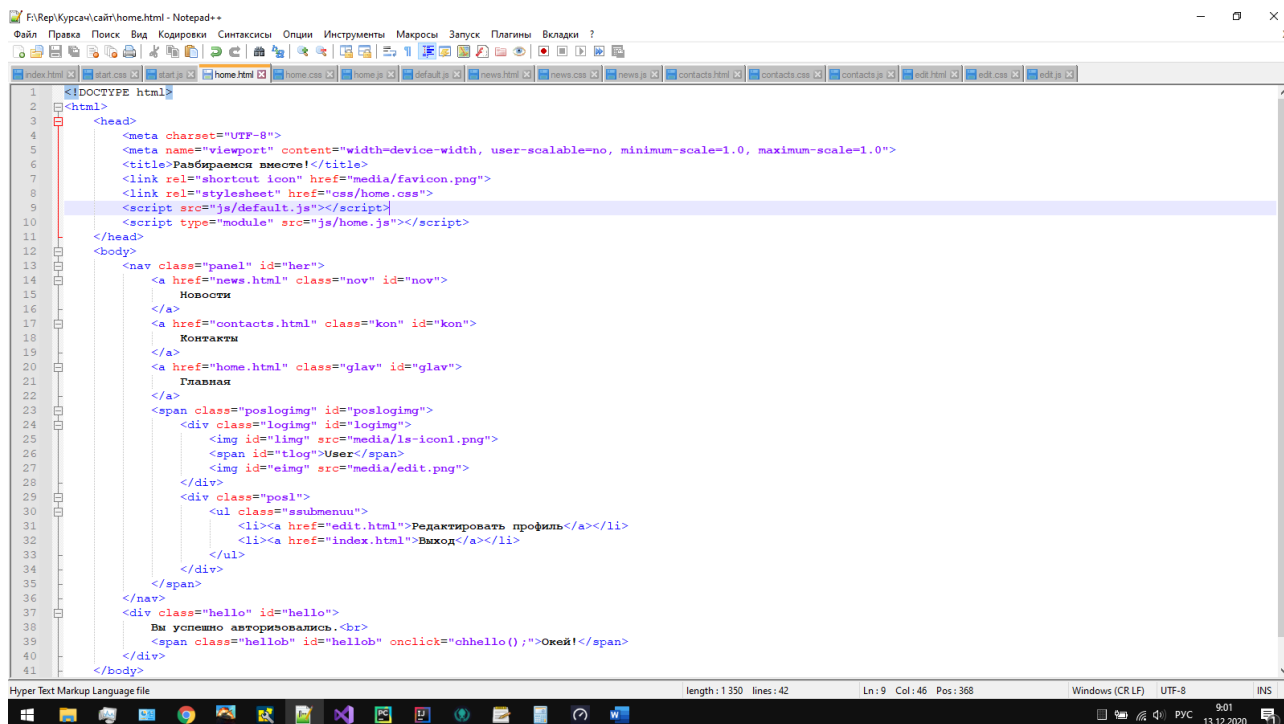 F:\Rep\Курсач\сайт\home.html - Notepad++
Файл Правка Поиск Вид Кодировки Синтаксисы Опции Инструменты Макросы Запуск Плагины Вкладки ?
index.html start.css start.js home.html home.css home.js default.js news.html news.css news.js contacts.html contacts.css contacts.js edit.html edit.css edit.js
1 <!DOCTYPE html>
2 <html>
3 <head>
4 <meta charset="UTF-8">
5 <meta name="viewport" content="width=device-width, user-scalable=no, minimum-scale=1.0, maximum-scale=1.0">
6 <title>Разбираемся вместе!</title>
7 <link rel="shortcut icon" href="media/favicon.png">
8 <link rel="stylesheet" href="css/home.css">
9 <script src="js/default.js"></script>
10 <script type="module" src="js/home.js"></script>
11 </head>
12 <body>
13 <nav class="panel" id="her">
14 <a href="news.html" class="nov" id="nov">
15 Новости
16 </a>
17 <a href="contacts.html" class="kon" id="kon">
18 Контакты
19 </a>
20 <a href="home.html" class="glav" id="glav">
21 Главная
22 </a>
23 <span class="poslogimg" id="poslogimg">
24 <div class="logimg" id="logimg">
25 <img id="limg" src="media/ls-icon1.png">
26 <span id="tlog">User</span>
27 <img id="eimg" src="media/edit.png">
28 </div>
29 <div class="posl">
30 <ul class="ssubmenuu">
31 <li><a href="edit.html">Редактировать профиль</a></li>
32 <li><a href="index.html">Выход</a></li>
33 </ul>
34 </div>
35 </span>
36 </nav>
37 <div class="hello" id="hello">
38 Вы успешно авторизовались.<br>
39 <span class="hellob" id="hellob" onclick="chhello();">Окей!</span>
40 </div>
41 </body>
Hyper Text Markup Language file length : 1 350 lines : 42 Ln : 9 Col : 46 Pos : 368 Windows (CR LF) UTF-8 INS
РУС 9:01
13.12.2020